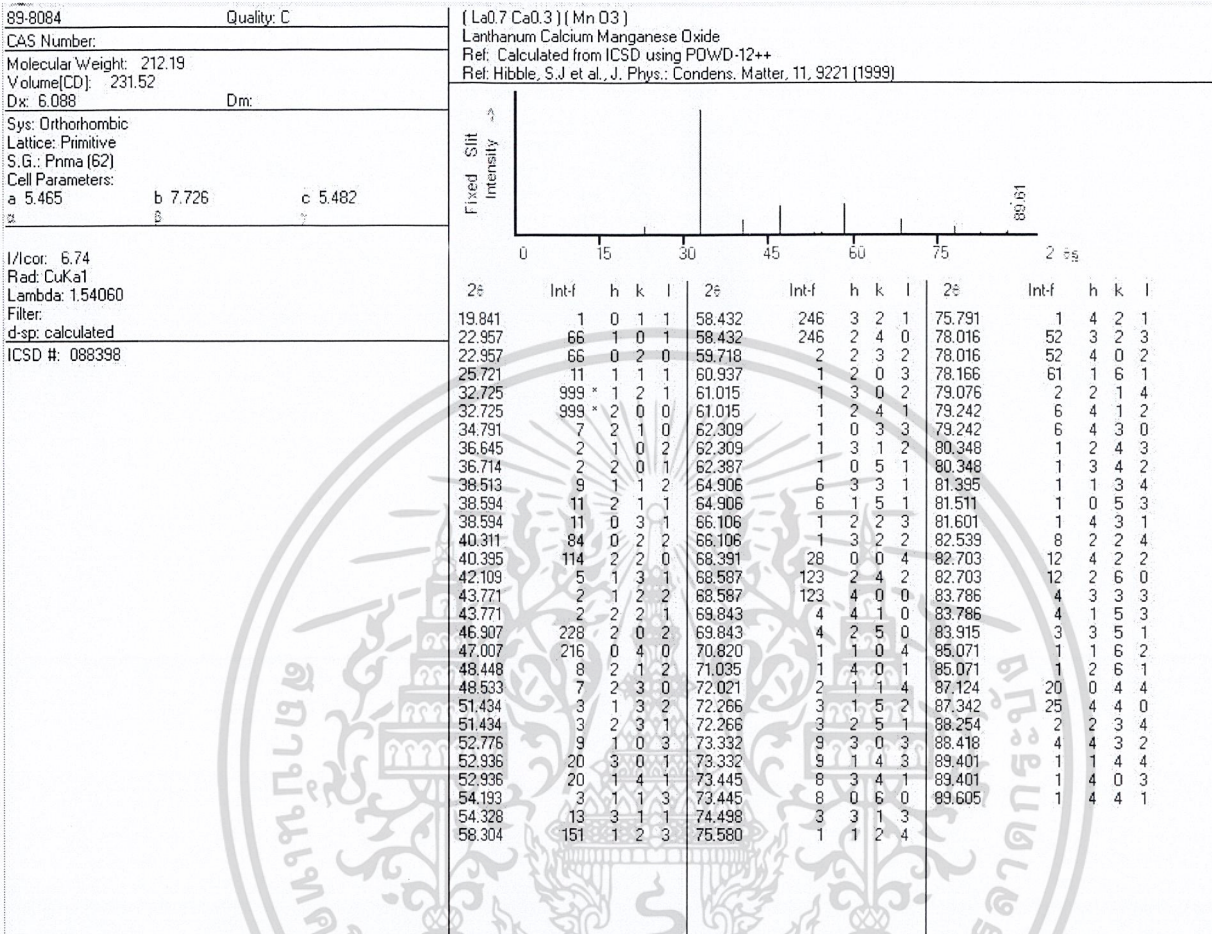 89-8084 Quality: C
CAS Number:
Molecular Weight: 212.19
Volume[CD]: 231.52
Dx: 6.088 Dm:
Sys: Orthorhombic
Lattice: Primitive
S.G.: Pnma (62)
Cell Parameters:
a 5.465 b 7.726 c 5.482
I/Icor: 6.74
Rad: CuKa1
Lambda: 1.54060
Filter:
d-sp: calculated
ICSD #: 088398
( La0.7 Ca0.3 ) ( Mn O3 )
Lanthanum Calcium Manganese Oxide
Ref: Calculated from ICSD using POWD-12++
Ref: Hibble, S.J et al., J. Phys.: Condens. Matter, 11, 9221 (1999)
Fixed Slit
Intensity ->
89.61
0 15 30 45 60 75
2θ Int-f h k l 2θ Int-f h k l 2θ Int-f h k l
19.841 1 0 1 1 58.432 246 3 2 1 75.791 1 4 2 1
22.957 66 1 0 1 58.432 246 2 4 0 78.016 52 3 2 3
22.957 66 0 2 0 59.718 2 2 3 2 78.016 52 4 0 2
25.721 11 1 1 1 60.937 1 2 0 3 78.166 61 1 6 1
32.725 999 * 1 2 1 61.015 1 3 0 2 79.076 2 2 1 4
32.725 999 * 2 0 0 61.015 1 2 4 1 79.242 6 4 1 2
34.791 7 2 1 0 62.309 1 0 3 3 79.242 6 4 3 0
36.645 2 1 0 2 62.309 1 3 1 2 80.348 1 2 4 3
36.714 2 2 0 1 62.387 1 0 5 1 80.348 1 3 4 2
38.513 9 1 1 2 64.906 6 3 3 1 81.395 1 1 3 4
38.594 11 2 1 1 64.906 6 1 5 1 81.511 1 0 5 3
38.594 11 0 3 1 66.106 1 2 2 3 81.601 1 4 3 1
40.311 84 0 2 2 66.106 1 3 2 2 82.539 8 2 2 4
40.395 114 2 2 0 68.391 28 0 0 4 82.703 12 4 2 2
42.109 5 1 3 1 68.587 123 2 4 2 82.703 12 2 6 0
43.771 2 1 2 2 68.587 123 4 0 0 83.786 4 3 3 3
43.771 2 2 2 1 69.843 4 4 1 0 83.786 4 1 5 3
46.907 228 2 0 2 69.843 4 2 5 0 83.915 3 3 5 1
47.007 216 0 4 0 70.820 1 1 0 4 85.071 1 1 6 2
48.448 8 2 1 2 71.035 1 4 0 1 85.071 1 2 6 1
48.533 7 2 3 0 72.021 2 1 1 4 87.124 20 0 4 4
51.434 3 1 3 2 72.266 3 1 5 2 87.342 25 4 4 0
51.434 3 2 3 1 72.266 3 2 5 1 88.254 2 2 3 4
52.776 9 1 0 3 73.332 9 3 0 3 88.418 4 4 3 2
52.936 20 3 0 1 73.332 9 1 4 3 89.401 1 1 4 4
52.936 20 1 4 1 73.445 8 3 4 1 89.401 1 4 0 3
54.193 3 1 1 3 73.445 8 0 6 0 89.605 1 4 4 1
54.328 13 3 1 1 74.498 3 3 1 3
58.304 151 1 2 3 75.580 1 1 2 4